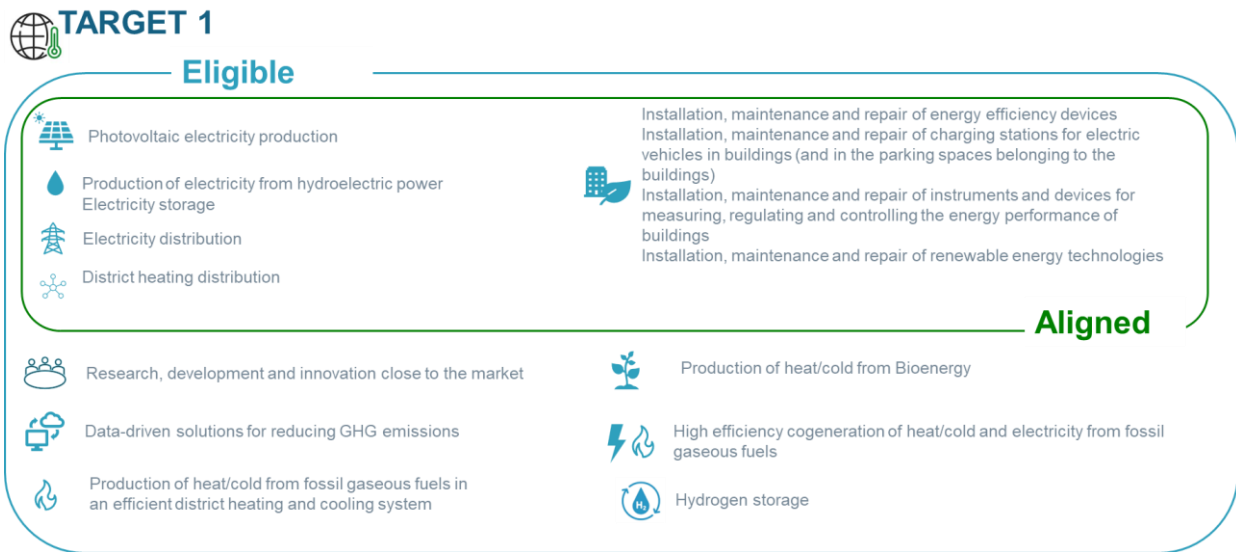 TARGET 1
Eligible
Photovoltaic electricity production
Production of electricity from hydroelectric power
Electricity storage
Electricity distribution
District heating distribution
Installation, maintenance and repair of energy efficiency devices
Installation, maintenance and repair of charging stations for electric
vehicles in buildings (and in the parking spaces belonging to the
buildings)
Installation, maintenance and repair of instruments and devices for
measuring, regulating and controlling the energy performance of
buildings
Installation, maintenance and repair of renewable energy technologies
Aligned
Research, development and innovation close to the market
Data-driven solutions for reducing GHG emissions
Production of heat/cold from fossil gaseous fuels in
an efficient district heating and cooling system
Production of heat/cold from Bioenergy
High efficiency cogeneration of heat/cold and electricity from fossil
gaseous fuels
H₂
Hydrogen storage